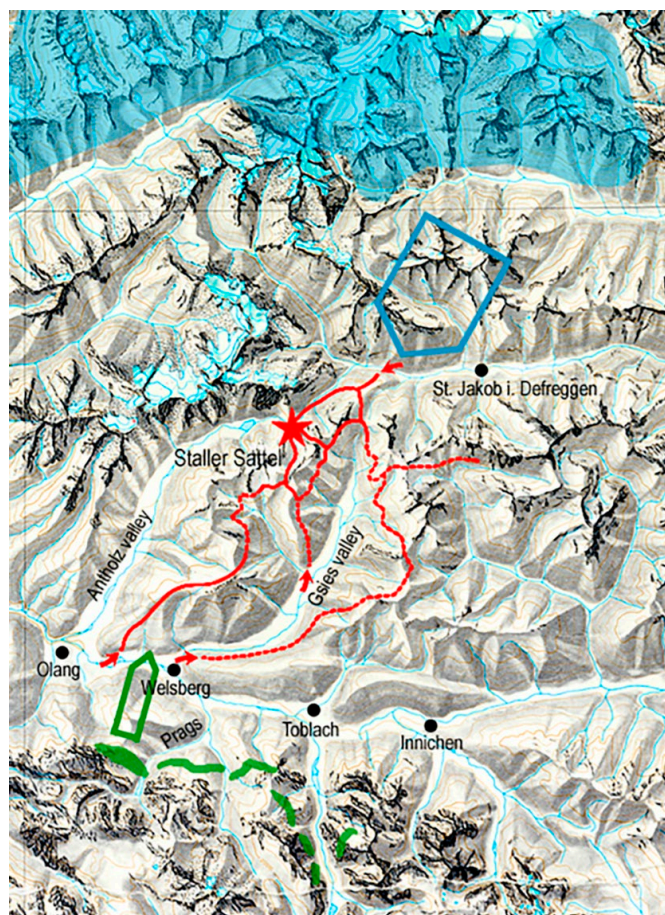 St. Jakob i. Defreggen
Staller Sattel
Antholz valley
Gsies valley
Olang
Welsberg
Prags
Toblach
Innichen